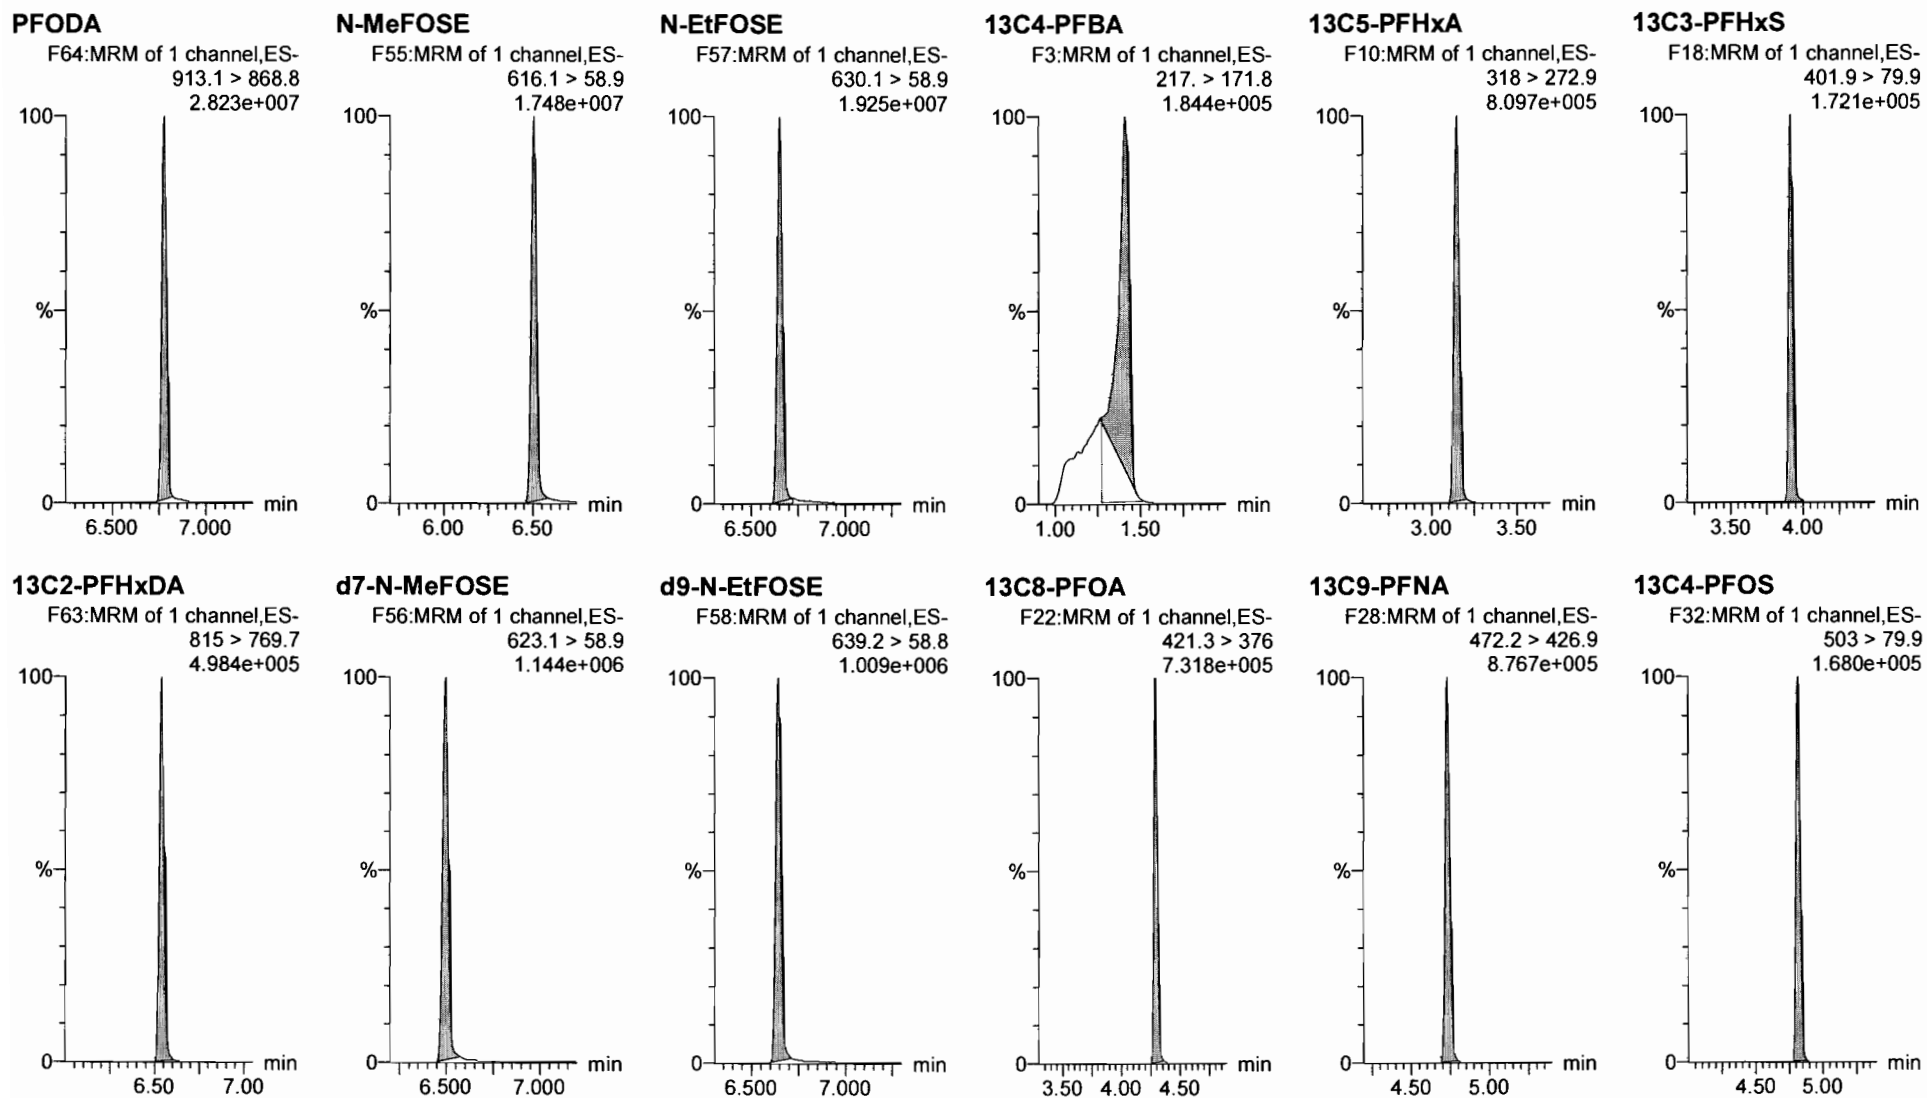 PFODA
F64:MRM of 1 channel,ES-
913.1 > 868.8
2.823e+007
100
%
0
min
6.500 7.000
N-MeFOSE
F55:MRM of 1 channel,ES-
616.1 > 58.9
1.748e+007
100
%
0
min
6.00 6.50
N-EtFOSE
F57:MRM of 1 channel,ES-
630.1 > 58.9
1.925e+007
100
%
0
min
6.500 7.000
13C4-PFBA
F3:MRM of 1 channel,ES-
217. > 171.8
1.844e+005
100
%
0
min
1.00 1.50
13C5-PFHxA
F10:MRM of 1 channel,ES-
318 > 272.9
8.097e+005
100
%
0
min
3.00 3.50
13C3-PFHxS
F18:MRM of 1 channel,ES-
401.9 > 79.9
1.721e+005
100
%
0
min
3.50 4.00
13C2-PFHxDA
F63:MRM of 1 channel,ES-
815 > 769.7
4.984e+005
100
%
0
min
6.50 7.00
d7-N-MeFOSE
F56:MRM of 1 channel,ES-
623.1 > 58.9
1.144e+006
100
%
0
min
6.500 7.000
d9-N-EtFOSE
F58:MRM of 1 channel,ES-
639.2 > 58.8
1.009e+006
100
%
0
min
6.500 7.000
13C8-PFOA
F22:MRM of 1 channel,ES-
421.3 > 376
7.318e+005
100
%
0
min
3.50 4.00 4.50
13C9-PFNA
F28:MRM of 1 channel,ES-
472.2 > 426.9
8.767e+005
100
%
0
min
4.50 5.00
13C4-PFOS
F32:MRM of 1 channel,ES-
503 > 79.9
1.680e+005
100
%
0
min
4.50 5.00